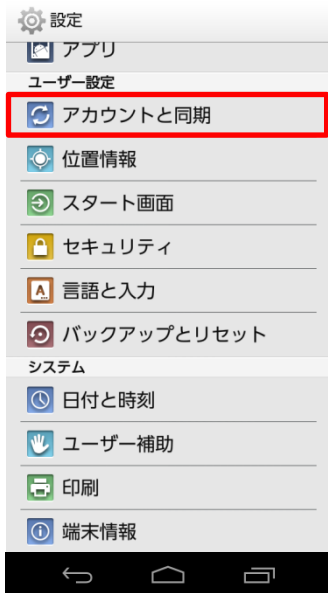 設定
アプリ
ユーザー設定
アカウントと同期
位置情報
スタート画面
セキュリティ
言語と入力
バックアップとリセット
システム
日付と時刻
ユーザー補助
印刷
端末情報